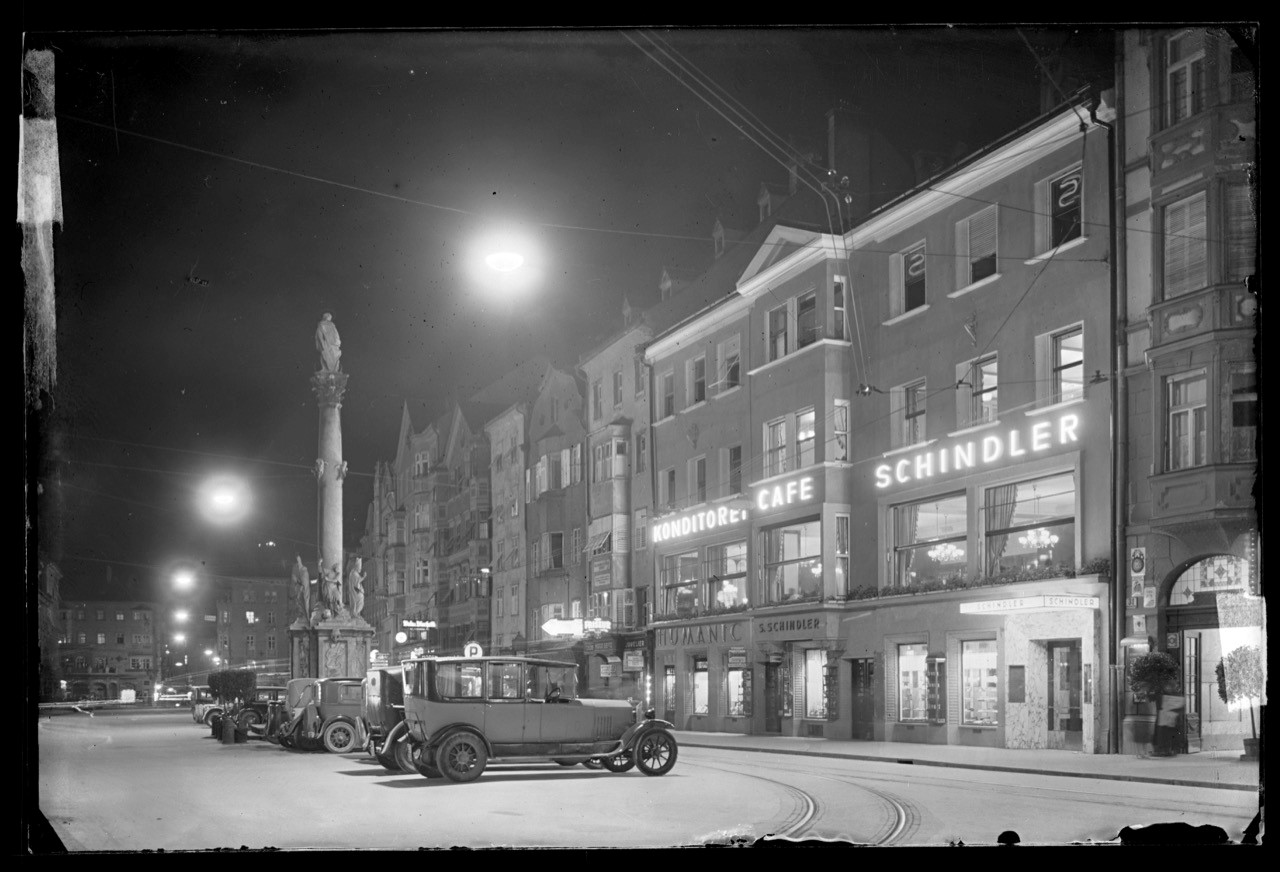 KONDITOREI CAFE SCHINDLER
HUMANIC
S. SCHINDLER
SCHINDLER
SCHINDLER
P